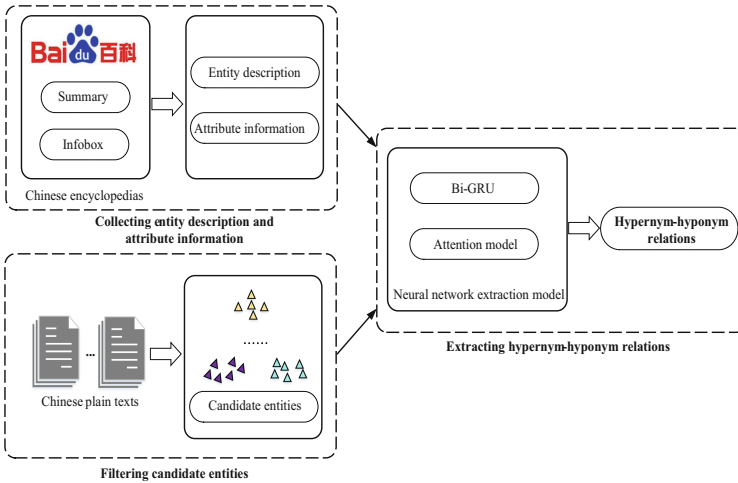 Bai du 百科
Summary
Infobox
Chinese encyclopedias
Entity description
Attribute information
Collecting entity description and
attribute information
Chinese plain texts
...
......
Candidate entities
Filtering candidate entities
Bi-GRU
Attention model
Neural network extraction model
Hypernym-hyponym
relations
Extracting hypernym-hyponym relations